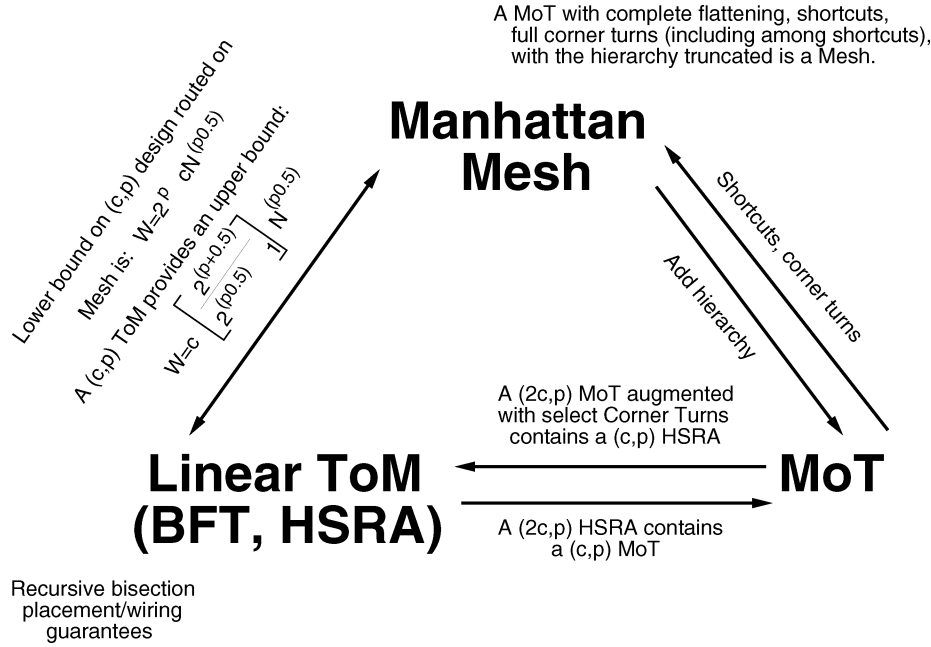 A MoT with complete flattening, shortcuts,
full corner turns (including among shortcuts),
with the hierarchy truncated is a Mesh.
Manhattan
Mesh
Lower bound on (c,p) design routed on
Mesh is: W=2^p cN^(p0.5)
A (c,p) ToM provides an upper bound:
W=c [ 2^(p+0.5) / 2^(p0.5) 1 ] N^(p0.5)
Shortcuts, corner turns
Add hierarchy
A (2c,p) MoT augmented
with select Corner Turns
contains a (c,p) HSRA
Linear ToM
(BFT, HSRA)
MoT
A (2c,p) HSRA contains
a (c,p) MoT
Recursive bisection
placement/wiring
guarantees